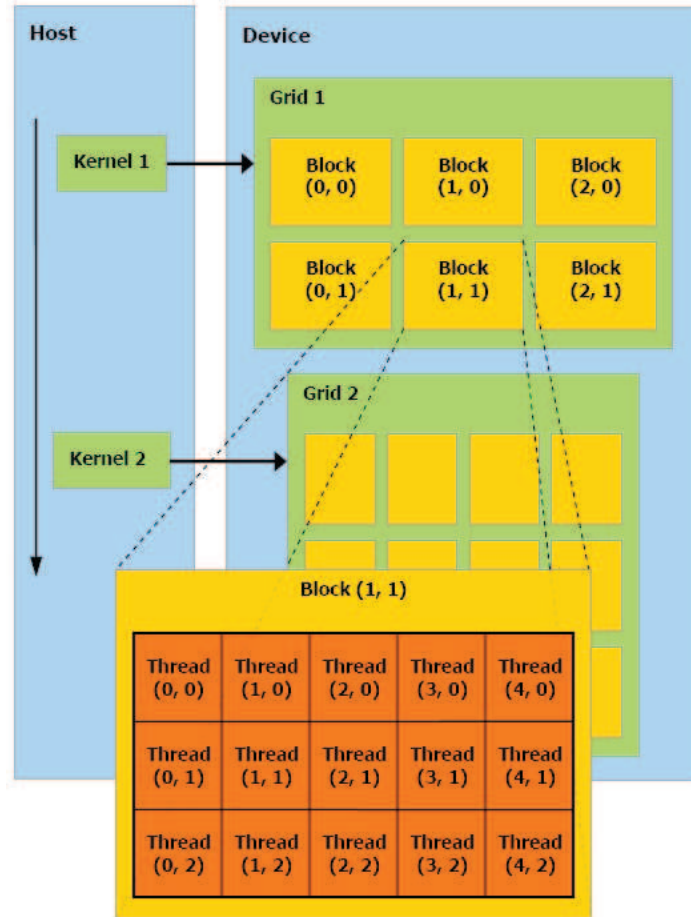 Host
Device
Grid 1
Kernel 1
Block
(0, 0)
Block
(1, 0)
Block
(2, 0)
Block
(0, 1)
Block
(1, 1)
Block
(2, 1)
Grid 2
Kernel 2
Block (1, 1)
Thread
(0, 0)
Thread
(1, 0)
Thread
(2, 0)
Thread
(3, 0)
Thread
(4, 0)
Thread
(0, 1)
Thread
(1, 1)
Thread
(2, 1)
Thread
(3, 1)
Thread
(4, 1)
Thread
(0, 2)
Thread
(1, 2)
Thread
(2, 2)
Thread
(3, 2)
Thread
(4, 2)